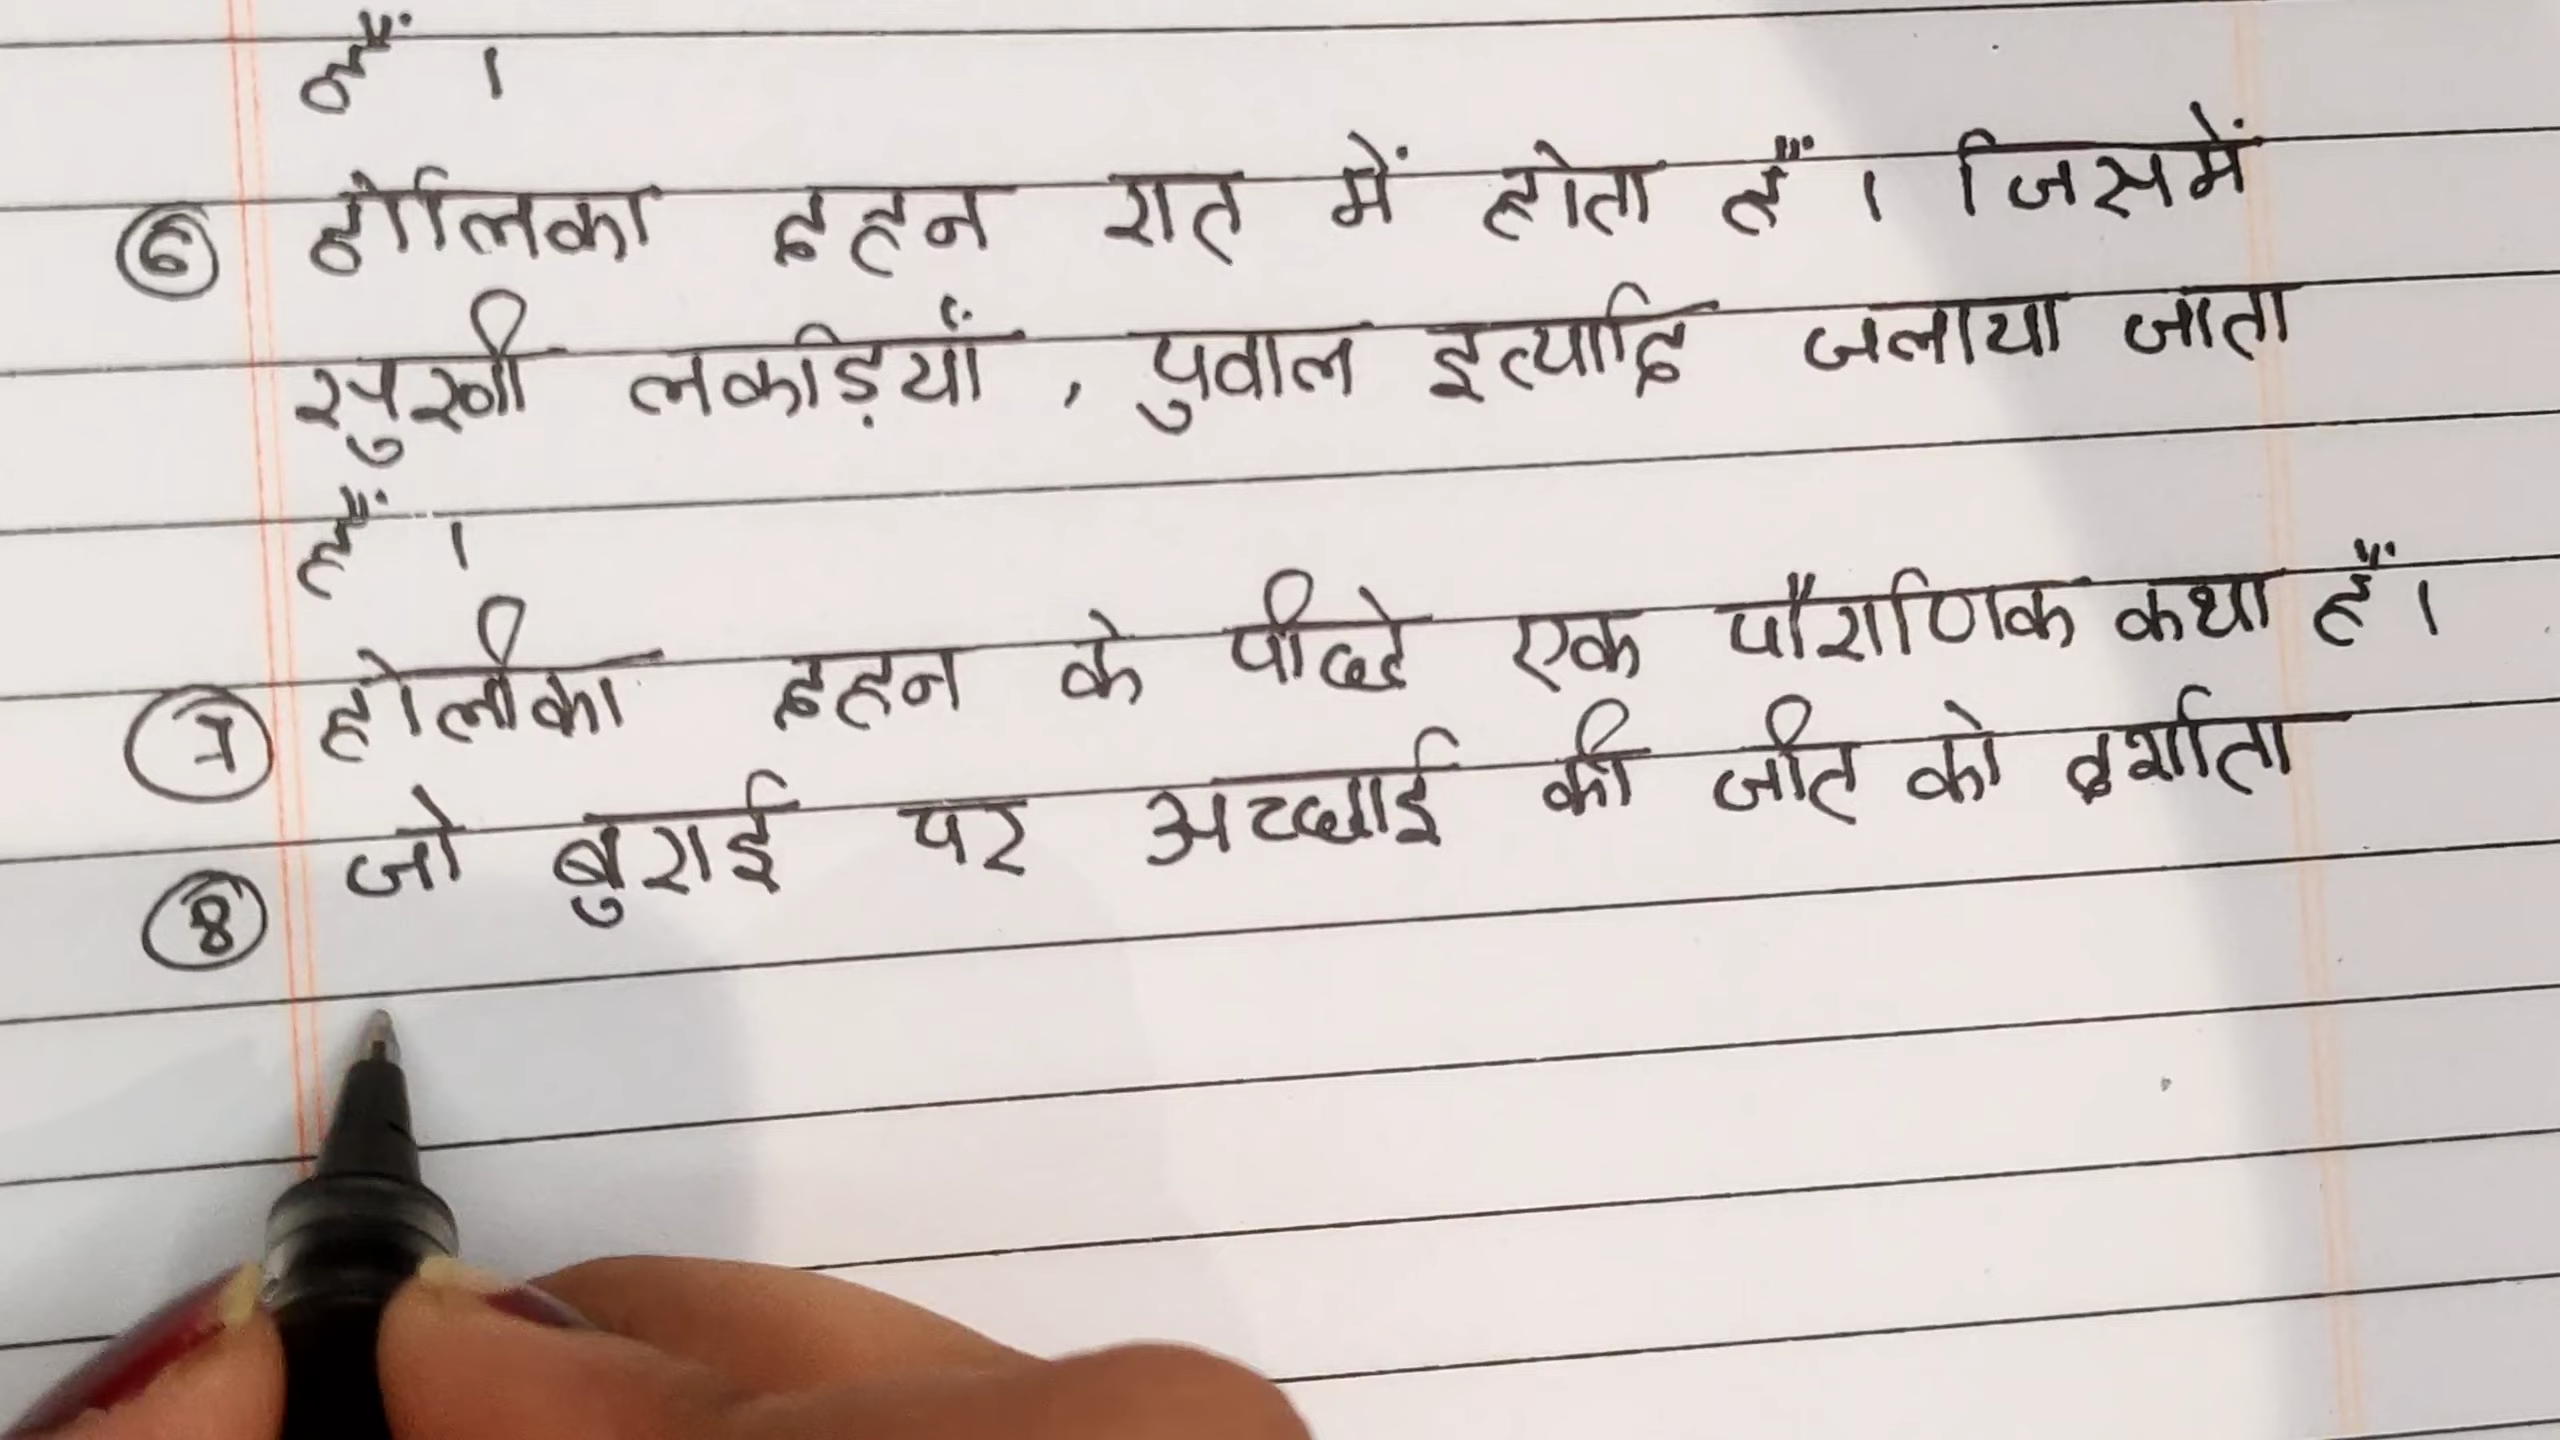 हैं ।
⑥ होलिका दहन रात में होता हैं । जिसमें
सुखी लकड़ियाँ , पुवाल इत्यादि जलाया जाता
हैं ।
⑦ होलीका दहन के पीछे एक पौराणिक कथा हैं ।
⑧ जो बुराई पर अच्छाई की जीत को दर्शाता